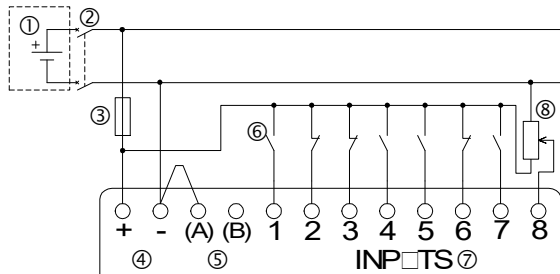 ① ②
+
③ ⑥ ⑧
+ - (A) (B) 1 2 3 4 5 6 7 8
④ ⑤ INP□TS ⑦